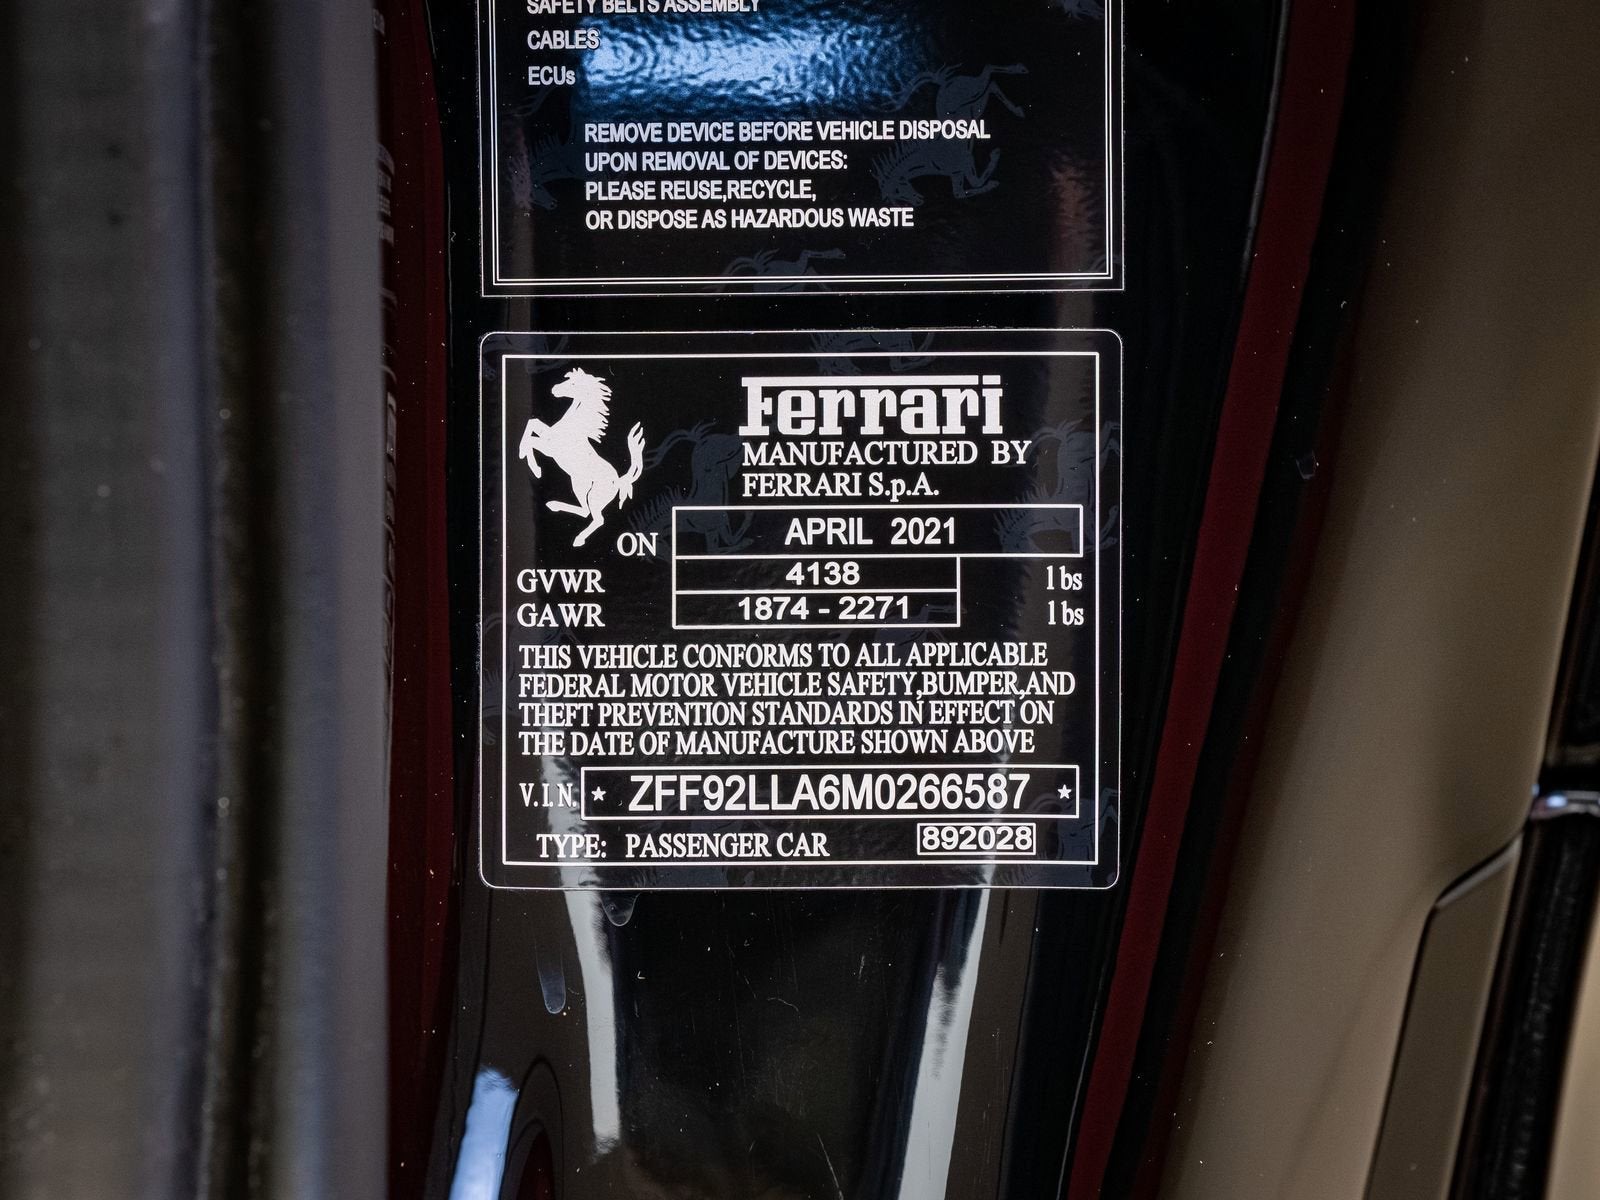 SAFETY BELTS ASSEMBLY
CABLES
ECUs
REMOVE DEVICE BEFORE VEHICLE DISPOSAL
UPON REMOVAL OF DEVICES:
PLEASE REUSE,RECYCLE,
OR DISPOSE AS HAZARDOUS WASTE
Ferrari
MANUFACTURED BY
FERRARI S.p.A.
ON APRIL 2021
GVWR 4138 lbs
GAWR 1874 - 2271 lbs
THIS VEHICLE CONFORMS TO ALL APPLICABLE
FEDERAL MOTOR VEHICLE SAFETY,BUMPER,AND
THEFT PREVENTION STANDARDS IN EFFECT ON
THE DATE OF MANUFACTURE SHOWN ABOVE
V.I.N. ★ ZFF92LLA6M0266587 ★
TYPE: PASSENGER CAR 892028